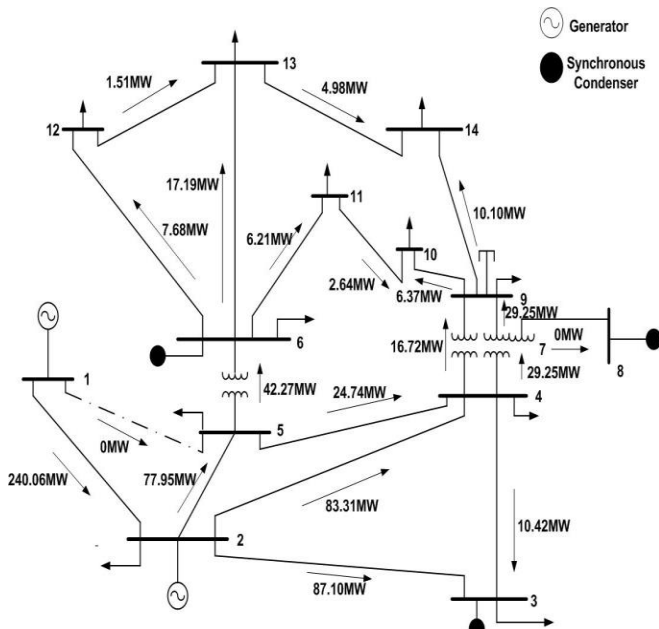 Generator
Synchronous
Condenser
13
1.51MW
4.98MW
12
14
17.19MW
11
10.10MW
7.68MW
6.21MW
10
2.64MW
6.37MW
9
29.25MW
16.72MW
0MW
6
7
8
42.27MW
29.25MW
1
24.74MW
4
5
0MW
240.06MW
77.95MW
83.31MW
10.42MW
2
87.10MW
3